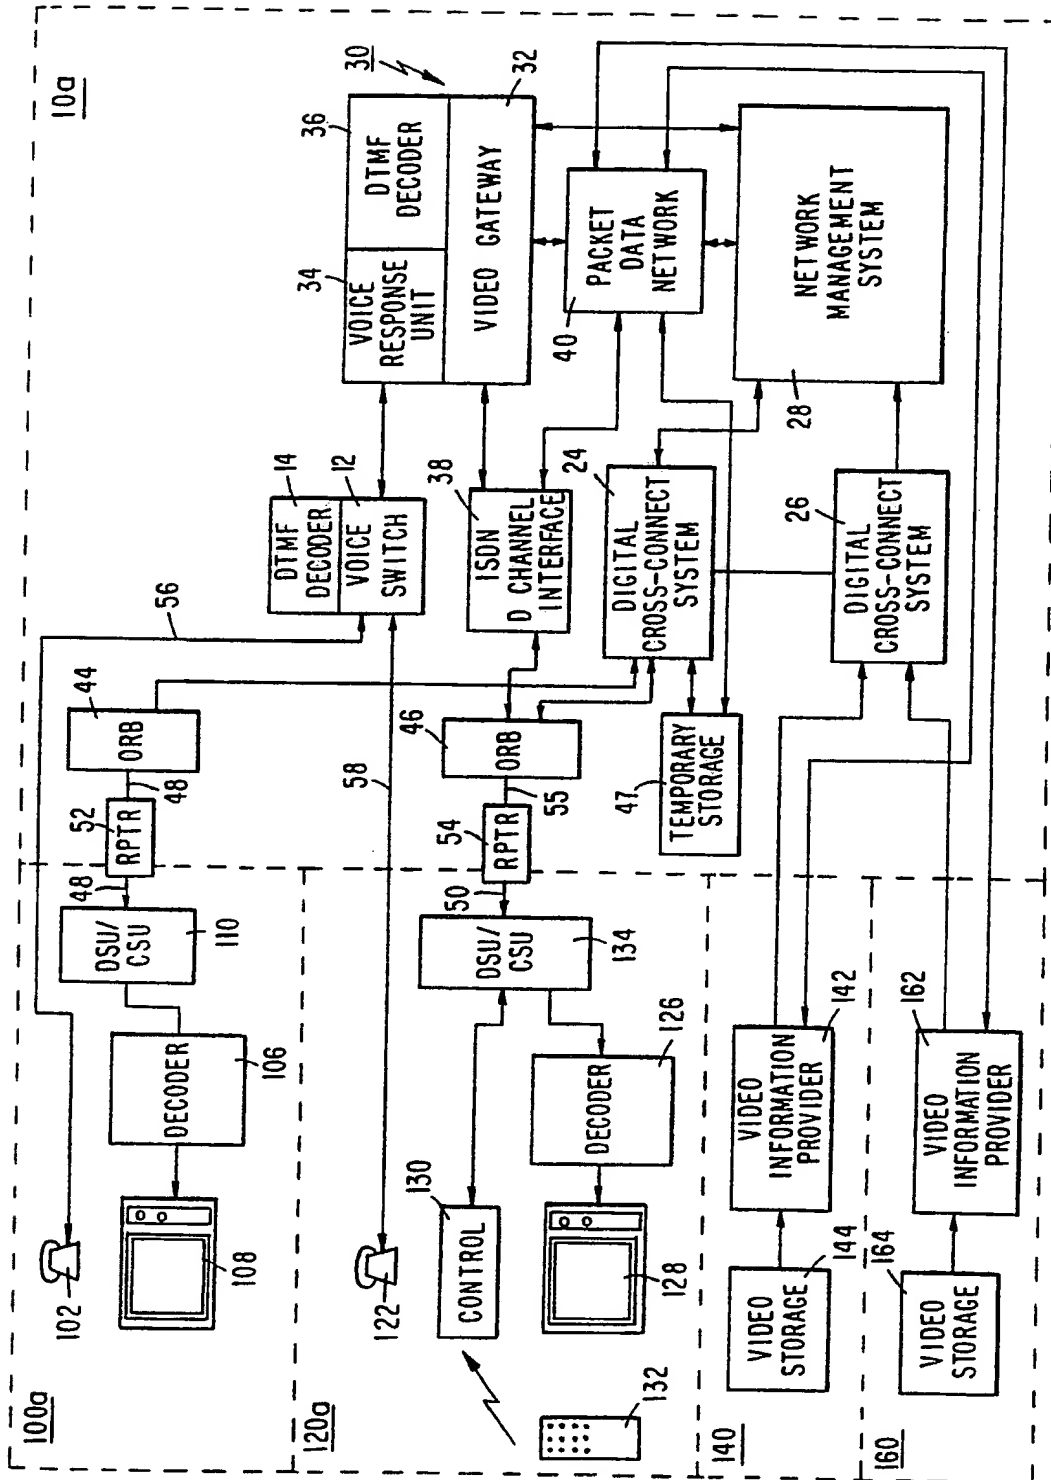 10a
30
36
DTMF
DECODER
34
VOICE
RESPONSE
UNIT
32
VIDEO GATEWAY
PACKET
DATA
NETWORK
40
NETWORK
MANAGEMENT
SYSTEM
28
14
DTMF
DECODER
12
VOICE
SWITCH
38
ISDN
D CHANNEL
INTERFACE
24
DIGITAL
CROSS-CONNECT
SYSTEM
26
DIGITAL
CROSS-CONNECT
SYSTEM
56
44
ORB
48
52
RPTR
58
46
ORB
55
54
RPTR
47
TEMPORARY
STORAGE
48
DSU/
CSU
110
50
DSU/
CSU
134
DECODER
106
126
DECODER
VIDEO
INFORMATION
PROVIDER
142
VIDEO
INFORMATION
PROVIDER
162
102
108
122
130
CONTROL
128
132
VIDEO
STORAGE
144
VIDEO
STORAGE
164
100a
120a
140
160